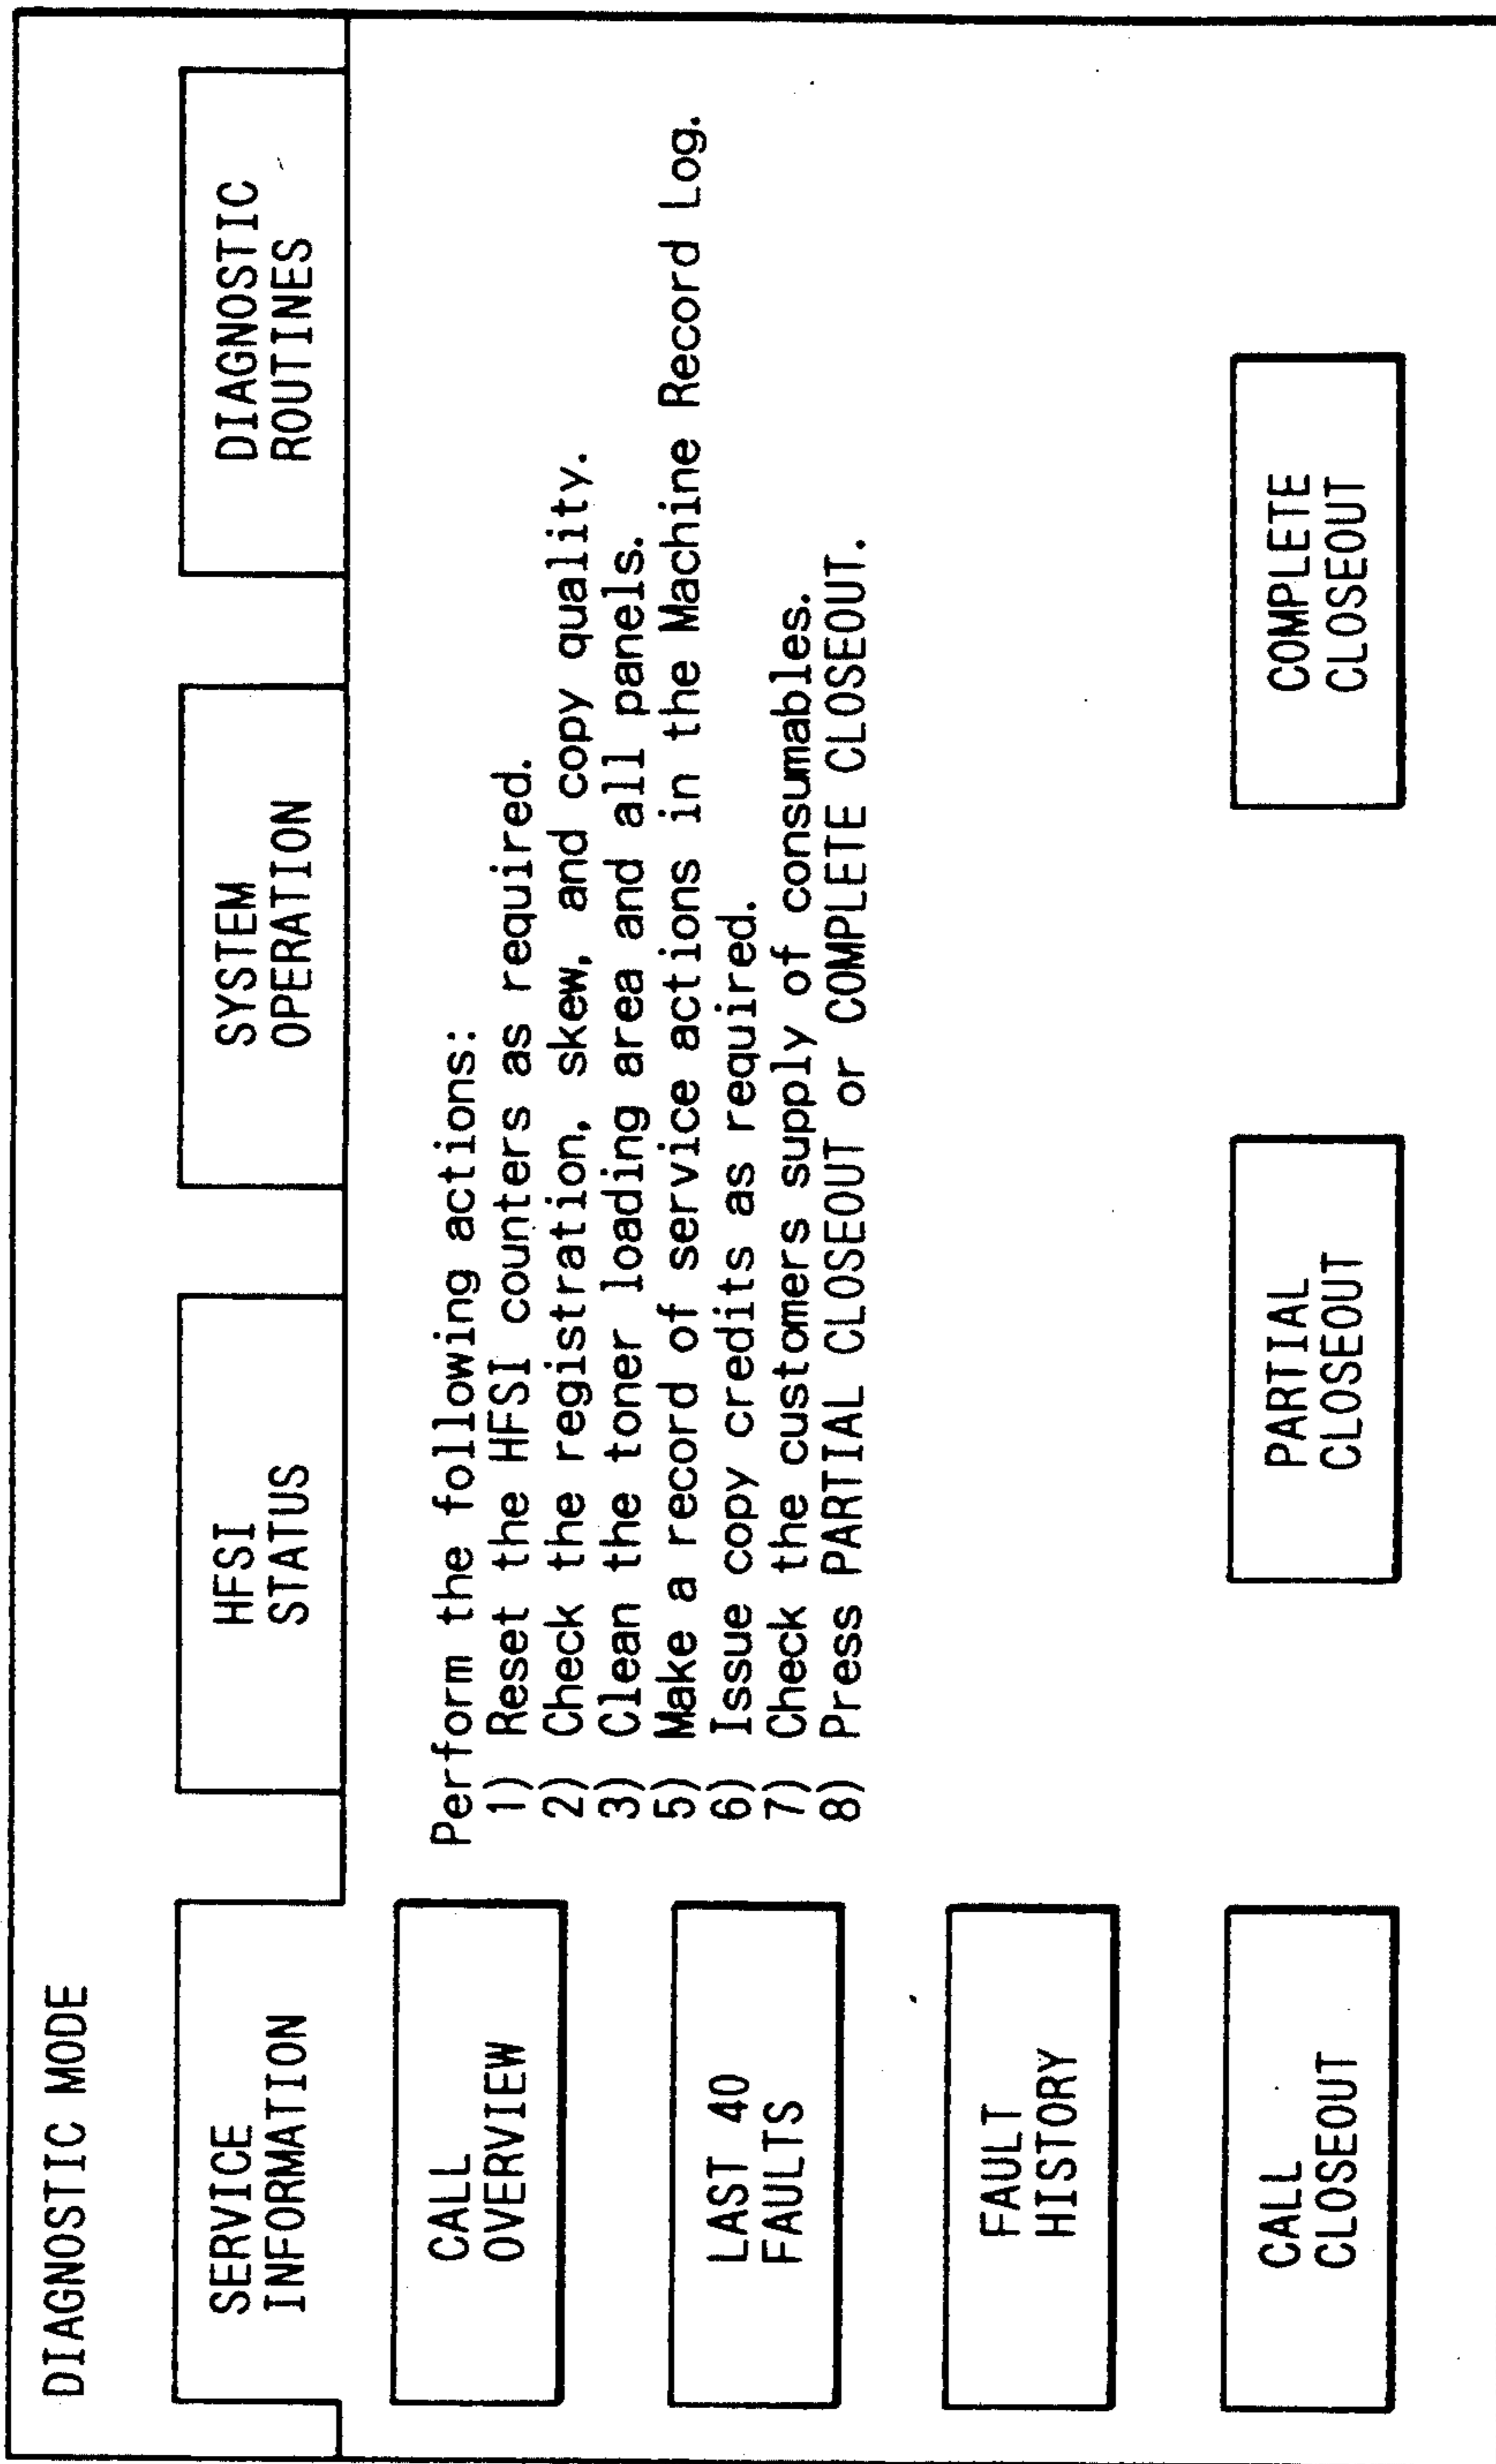 DIAGNOSTIC MODE
SERVICE
INFORMATION
HFSI
STATUS
SYSTEM
OPERATION
DIAGNOSTIC
ROUTINES
CALL
OVERVIEW
LAST 40
FAULTS
FAULT
HISTORY
CALL
CLOSEOUT
Perform the following actions:
1) Reset the HFSI counters as required.
2) Check the registration, skew, and copy quality.
3) Clean the toner loading area and all panels.
5) Make a record of service actions in the Machine Record Log.
6) Issue copy credits as required.
7) Check the customers supply of consumables.
8) Press PARTIAL CLOSEOUT or COMPLETE CLOSEOUT.
PARTIAL
CLOSEOUT
COMPLETE
CLOSEOUT